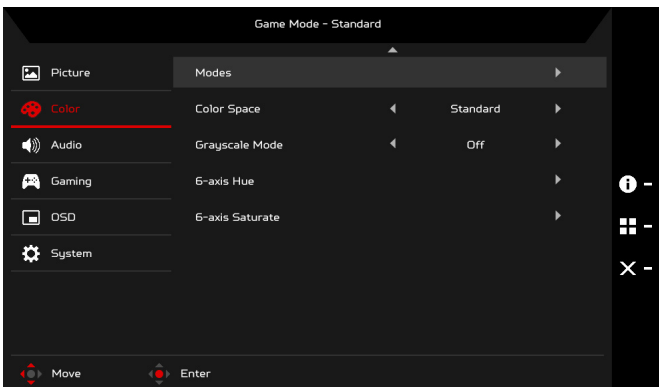 Game Mode - Standard
Picture
Modes
Color
Color Space Standard
Audio
Grayscale Mode Off
Gaming
6-axis Hue
OSD
6-axis Saturate
System
Move Enter